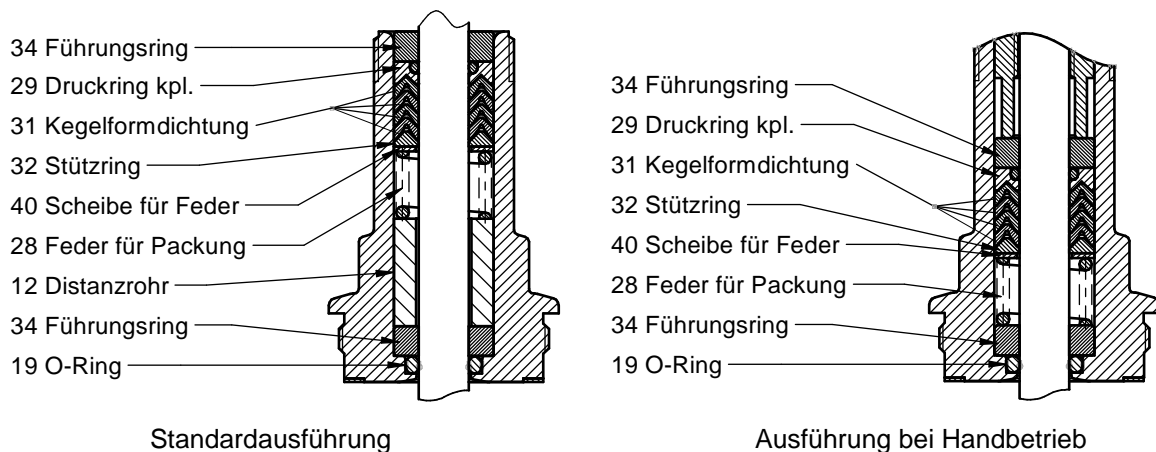 34 Führungsring
29 Druckring kpl.
31 Kegelformdichtung
32 Stützring
40 Scheibe für Feder
28 Feder für Packung
12 Distanzrohr
34 Führungsring
19 O-Ring
Standardausführung
34 Führungsring
29 Druckring kpl.
31 Kegelformdichtung
32 Stützring
40 Scheibe für Feder
28 Feder für Packung
34 Führungsring
19 O-Ring
Ausführung bei Handbetrieb